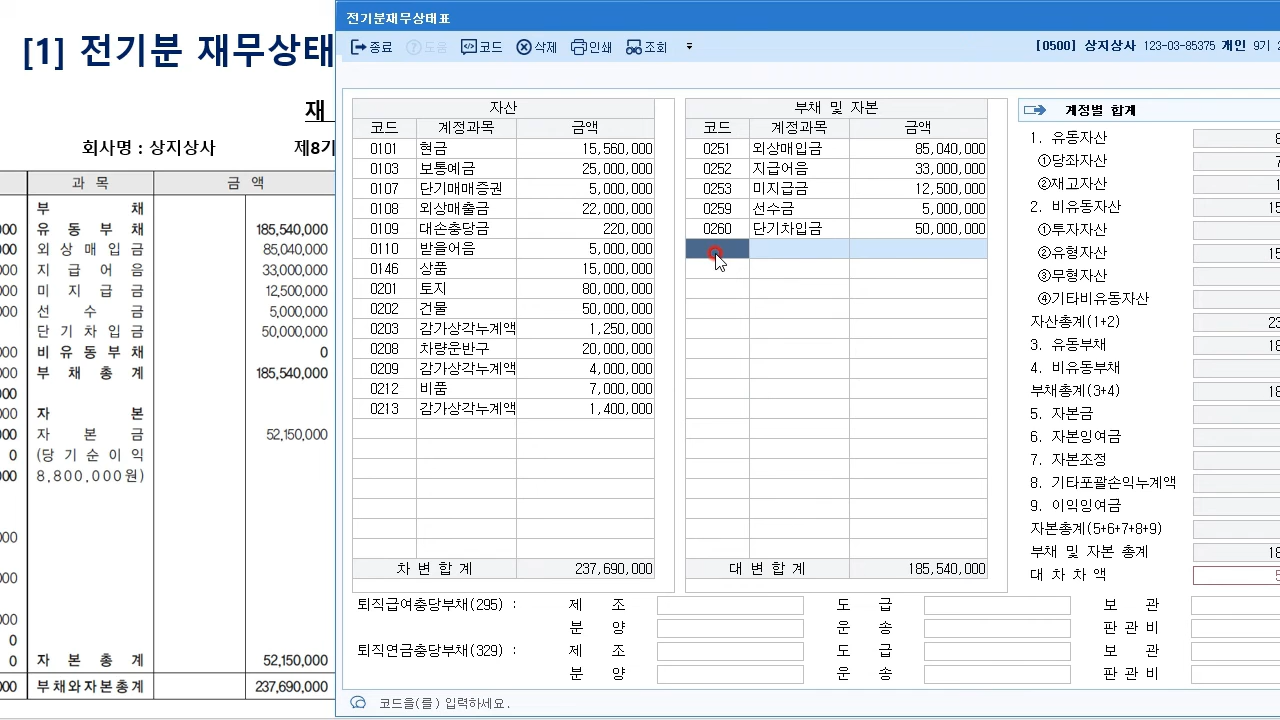 [1] 전기분 재무상태
재
회사명 : 상지상사 제8기
과 목 금 액
부 채
000 유 동 부 채 185,540,000
000 외 상 매 입 금 85,040,000
지 급 어 음 33,000,000
미 지 급 금 12,500,000
000 선 수 금 5,000,000
단 기 차 입 금 50,000,000
000 비 유 동 부 채 0
000 부 채 총 계 185,540,000
000
000 자 본
000 자 본 금 52,150,000
0 (당 기 순 이 익
000 8,800,000원)
000
000
000
0
0 자 본 총 계 52,150,000
000 부채와자본총계 237,690,000
전기분재무상태표
종료 도움 코드 삭제 인쇄 조회
[0500] 상지상사 123-03-85375 개인 9기 2
자산
코드 계정과목 금액
0101 현금 15,560,000
0103 보통예금 25,000,000
0107 단기매매증권 5,000,000
0108 외상매출금 22,000,000
0109 대손충당금 220,000
0110 받을어음 5,000,000
0146 상품 15,000,000
0201 토지 80,000,000
0202 건물 50,000,000
0203 감가상각누계액 1,250,000
0208 차량운반구 20,000,000
0209 감가상각누계액 4,000,000
0212 비품 7,000,000
0213 감가상각누계액 1,400,000
차 변 합 계 237,690,000
부채 및 자본
코드 계정과목 금액
0251 외상매입금 85,040,000
0252 지급어음 33,000,000
0253 미지급금 12,500,000
0259 선수금 5,000,000
0260 단기차입금 50,000,000
대 변 합 계 185,540,000
계정별 합계
1. 유동자산
①당좌자산
②재고자산
2. 비유동자산 15
①투자자산
②유형자산 15
③무형자산
④기타비유동자산
자산총계(1+2) 23
3. 유동부채 18
4. 비유동부채
부채총계(3+4) 18
5. 자본금
6. 자본잉여금
7. 자본조정
8. 기타포괄손익누계액
9. 이익잉여금
자본총계(5+6+7+8+9)
부채 및 자본 총계 18
대 차 차 액 5
퇴직급여충당부채(295) : 제 조 도 급 보 관
분 양 운 송 판 관 비
퇴직연금충당부채(329) : 제 조 도 급 보 관
분 양 운 송 판 관 비
코드을(를) 입력하세요.